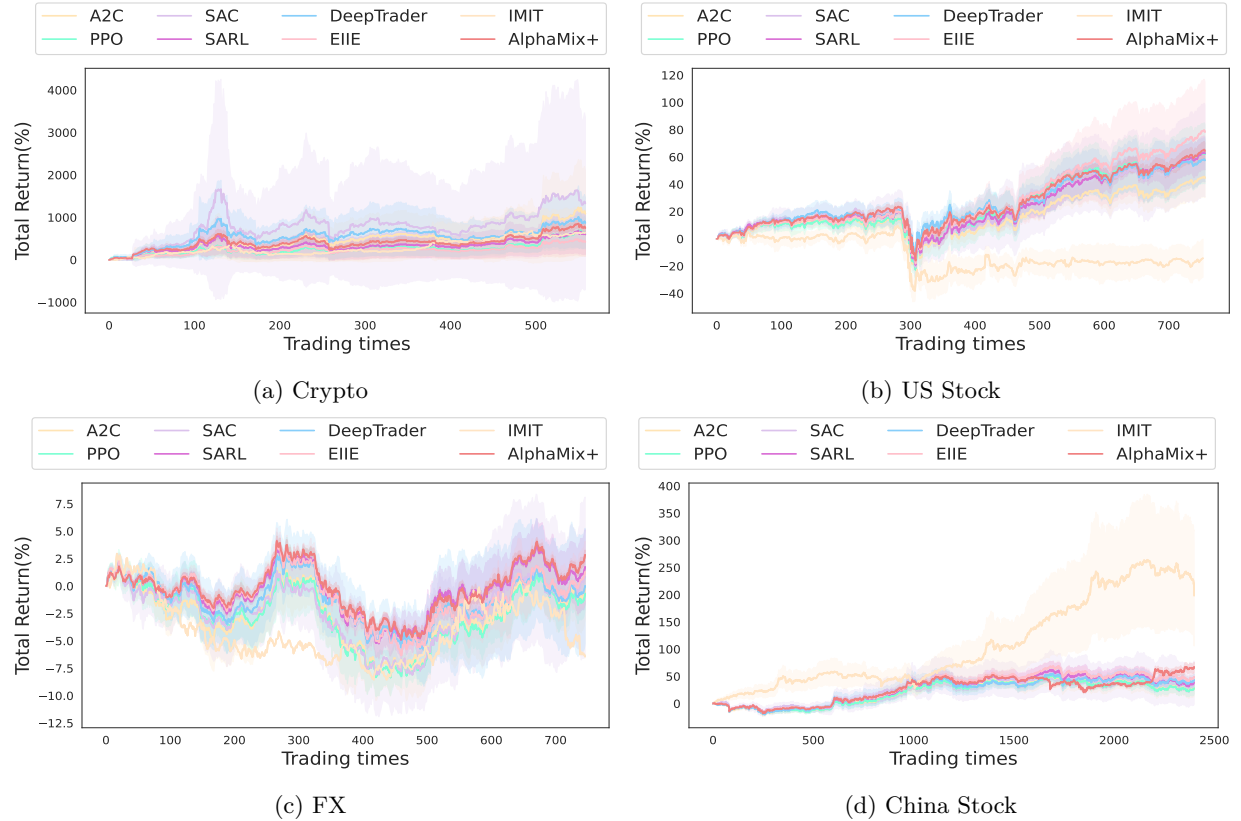 A2C SAC DeepTrader IMIT
PPO SARL EIIE AlphaMix+
Total Return(%)
4000
3000
2000
1000
0
−1000
0 100 200 300 400 500
Trading times
(a) Crypto
A2C SAC DeepTrader IMIT
PPO SARL EIIE AlphaMix+
Total Return(%)
120
100
80
60
40
20
0
−20
−40
0 100 200 300 400 500 600 700
Trading times
(b) US Stock
A2C SAC DeepTrader IMIT
PPO SARL EIIE AlphaMix+
Total Return(%)
7.5
5.0
2.5
0.0
−2.5
−5.0
−7.5
−10.0
−12.5
0 100 200 300 400 500 600 700
Trading times
(c) FX
A2C SAC DeepTrader IMIT
PPO SARL EIIE AlphaMix+
Total Return(%)
400
350
300
250
200
150
100
50
0
0 500 1000 1500 2000 2500
Trading times
(d) China Stock